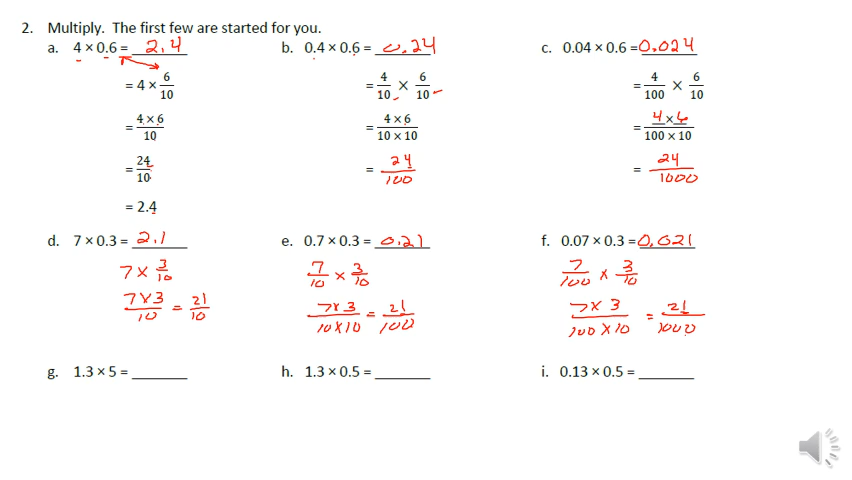 2. Multiply. The first few are started for you.
a. 4 × 0.6 = 2.4
= 4 × 6/10
= 4 × 6/10
= 24/10
= 2.4
b. 0.4 × 0.6 = 0.24
= 4/10 × 6/10
= 4 × 6/10 × 10
= 24/100
c. 0.04 × 0.6 = 0.024
= 4/100 × 6/10
= 4 × 6/100 × 10
= 24/1000
d. 7 × 0.3 = 2.1
7 × 3/10
7 × 3/10 = 21/10
e. 0.7 × 0.3 = 0.21
7/10 × 3/10
7 × 3/10 × 10 = 21/100
f. 0.07 × 0.3 = 0.021
7/100 × 3/10
7 × 3/100 × 10 = 21/1000
g. 1.3 × 5 = ________
h. 1.3 × 0.5 = ________
i. 0.13 × 0.5 = ________